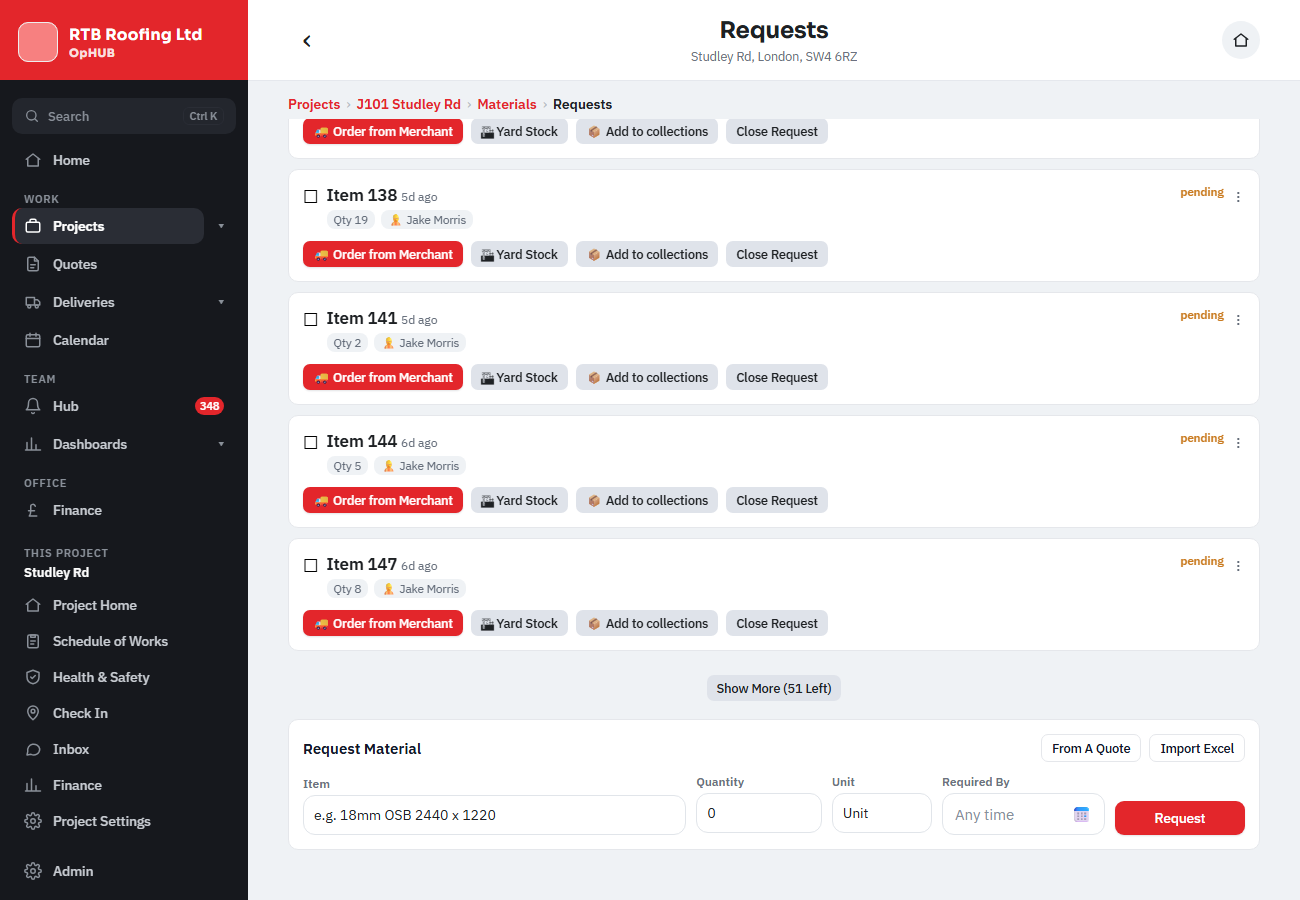 RTB Roofing Ltd
OpHUB
Search
Ctrl K
Home
WORK
Projects
Quotes
Deliveries
Calendar
TEAM
Hub
348
Dashboards
OFFICE
Finance
THIS PROJECT
Studley Rd
Project Home
Schedule of Works
Health & Safety
Check In
Inbox
Finance
Project Settings
Admin
Requests
Studley Rd, London, SW4 6RZ
Projects › J101 Studley Rd › Materials › Requests
Order from Merchant Yard Stock Add to collections Close Request
Item 138 5d ago pending
Qty 19 Jake Morris
Order from Merchant Yard Stock Add to collections Close Request
Item 141 5d ago pending
Qty 2 Jake Morris
Order from Merchant Yard Stock Add to collections Close Request
Item 144 6d ago pending
Qty 5 Jake Morris
Order from Merchant Yard Stock Add to collections Close Request
Item 147 6d ago pending
Qty 8 Jake Morris
Order from Merchant Yard Stock Add to collections Close Request
Show More (51 Left)
Request Material From A Quote Import Excel
Item Quantity Unit Required By
e.g. 18mm OSB 2440 x 1220 0 Unit Any time Request